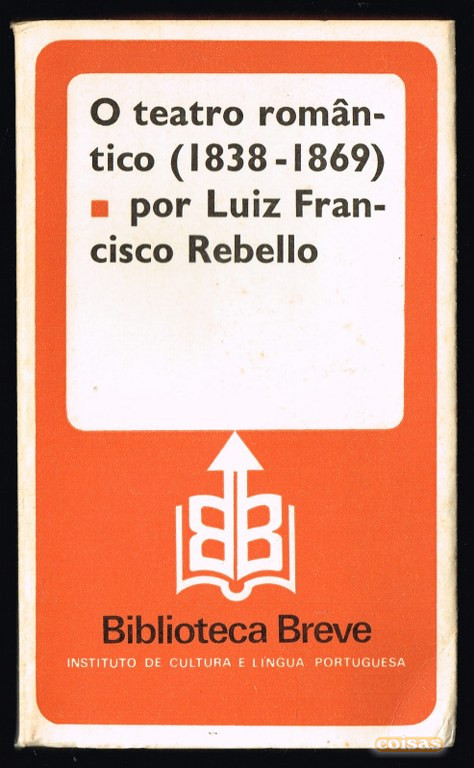 O teatro român-
tico (1838-1869)
■ por Luiz Fran-
cisco Rebello
BB
Biblioteca Breve
INSTITUTO DE CULTURA E LÍNGUA PORTUGUESA
coisas